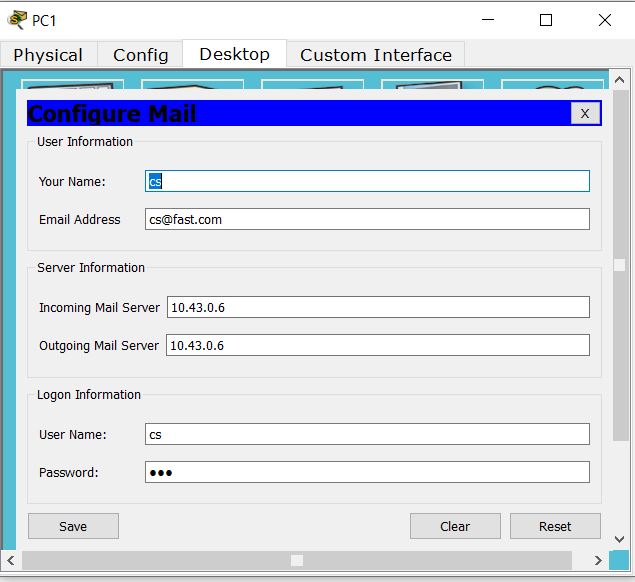 PC1
Physical Config Desktop Custom Interface
Configure Mail X
User Information
Your Name: cs
Email Address cs@fast.com
Server Information
Incoming Mail Server 10.43.0.6
Outgoing Mail Server 10.43.0.6
Logon Information
User Name: cs
Password: ●●●
Save Clear Reset